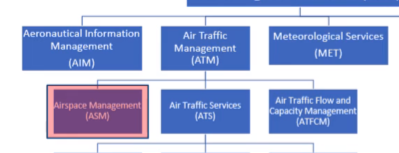 Aeronautical Information
Management
(AIM)
Air Traffic
Management
(ATM)
Meteorological Services
(MET)
Airspace Management
(ASM)
Air Traffic Services
(ATS)
Air Traffic Flow and
Capacity Management
(ATFCM)